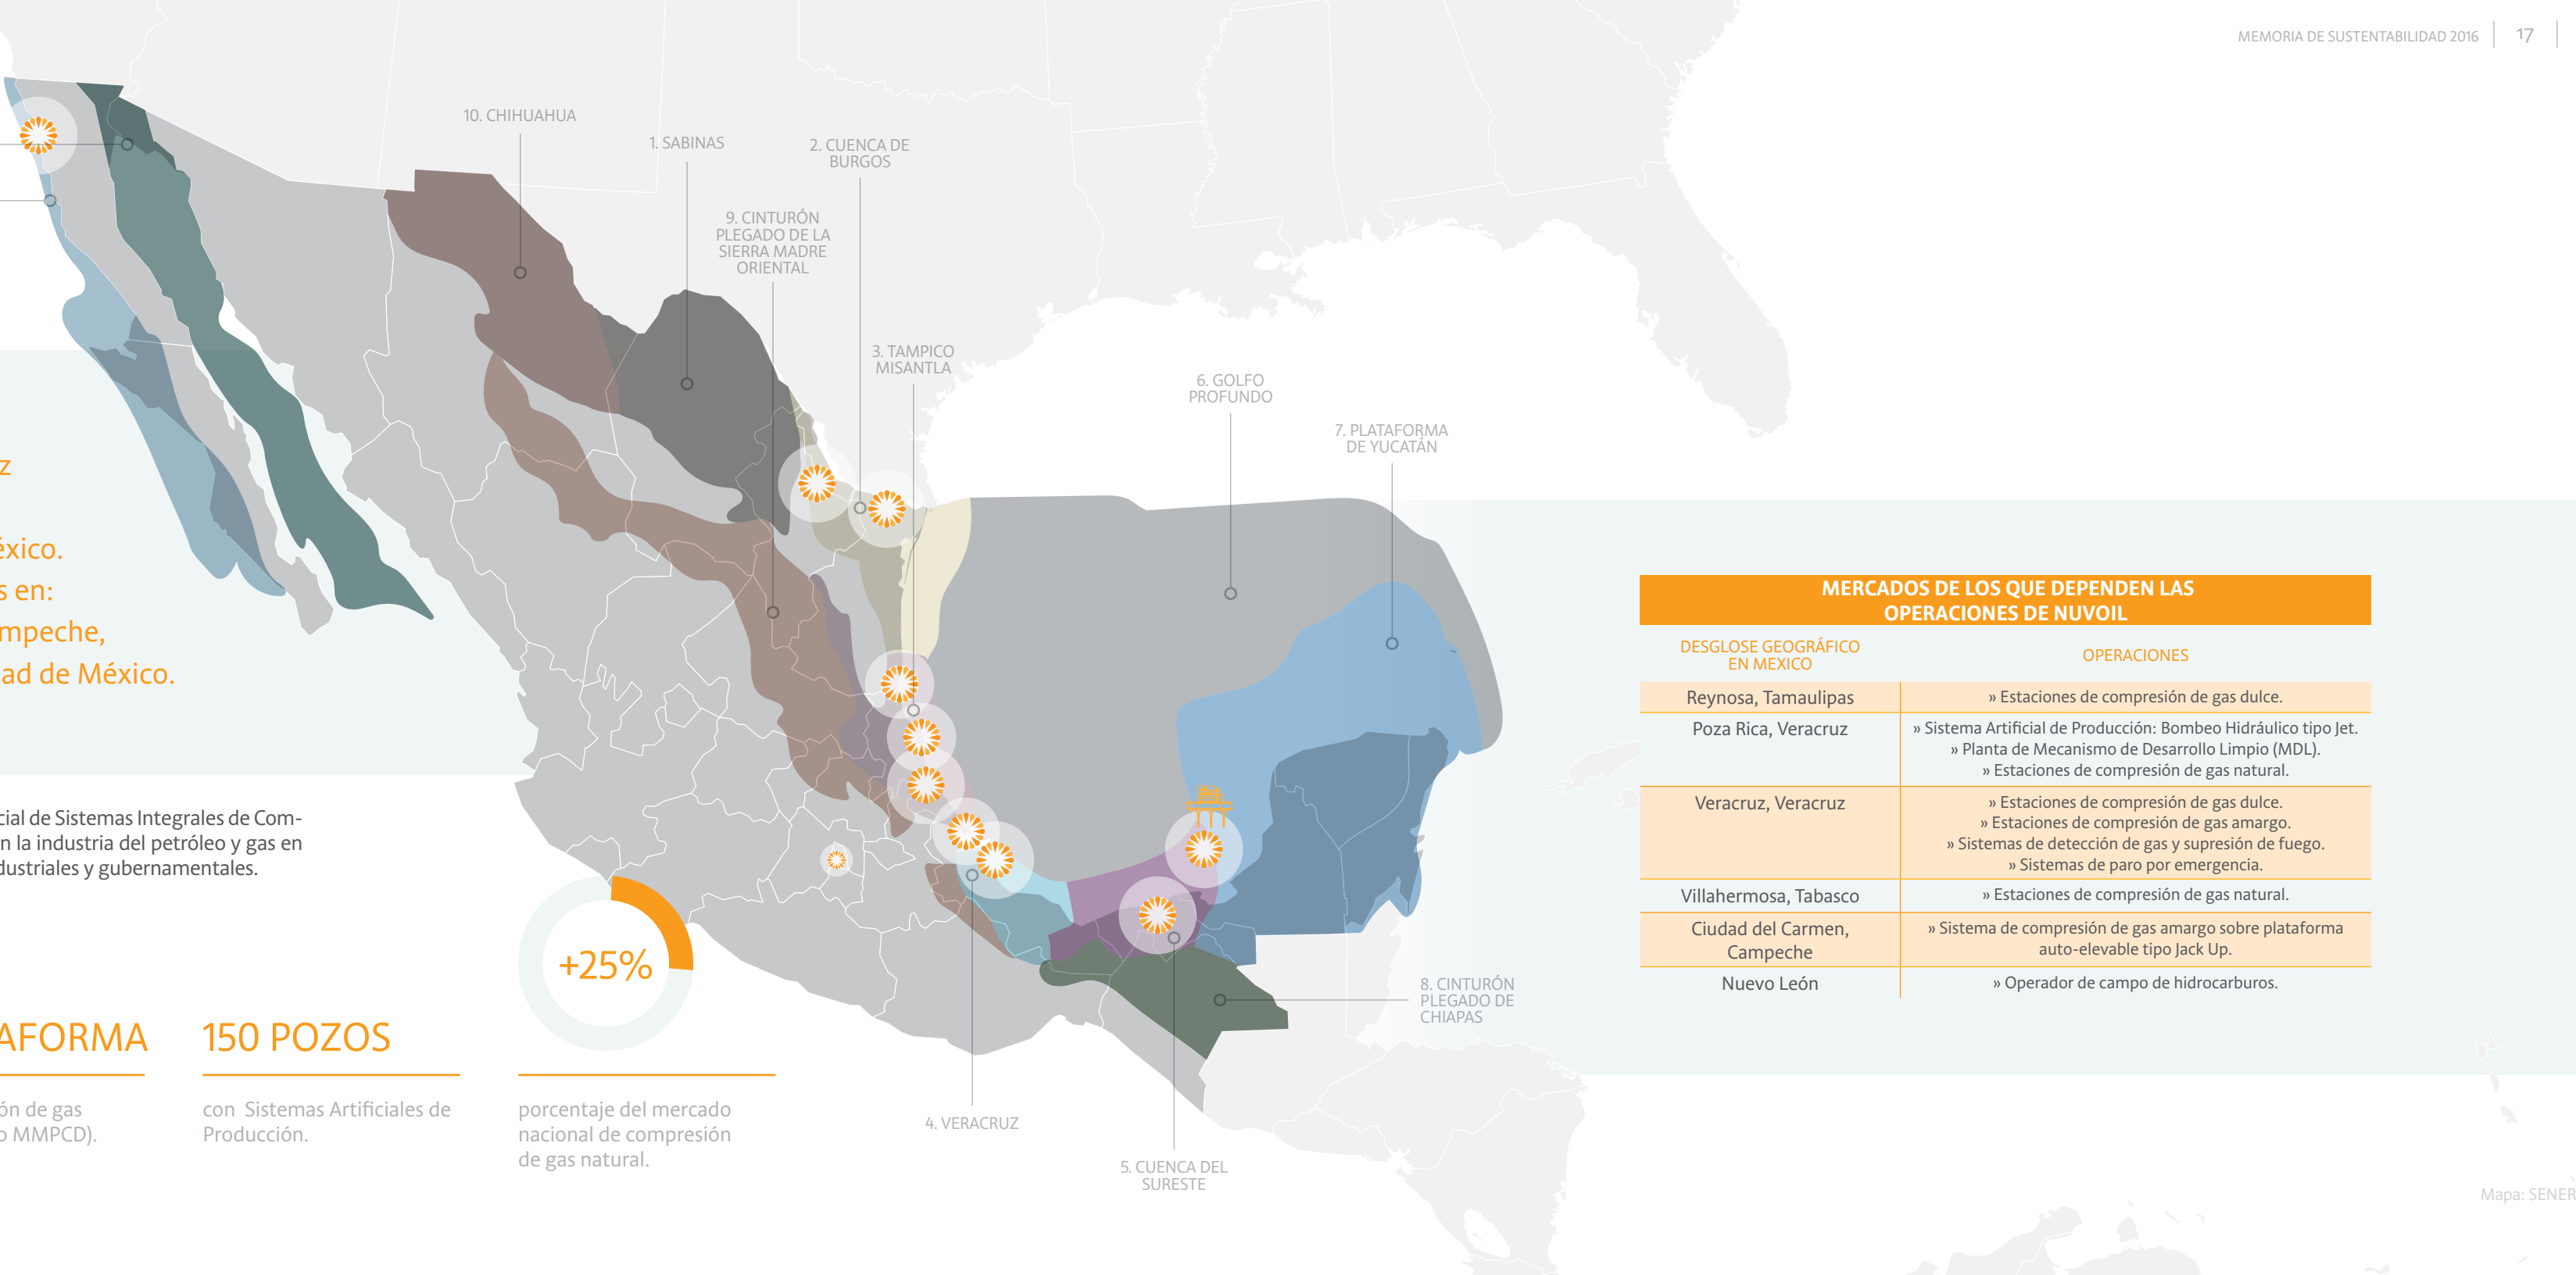 MEMORIA DE SUSTENTABILIDAD 2016
17
10. CHIHUAHUA
1. SABINAS
2. CUENCA DE
BURGOS
9. CINTURÓN
PLEGADO DE LA
SIERRA MADRE
ORIENTAL
3. TAMPICO
MISANTLA
6. GOLFO
PROFUNDO
7. PLATAFORMA
DE YUCATÁN
z
éxico.
s en:
mpeche,
ad de México.
cial de Sistemas Integrales de Com-
n la industria del petróleo y gas en
dustriales y gubernamentales.
+25%
AFORMA
150 POZOS
ón de gas
o MMPCD).
con Sistemas Artificiales de
Producción.
porcentaje del mercado
nacional de compresión
de gas natural.
4. VERACRUZ
5. CUENCA DEL
SURESTE
8. CINTURÓN
PLEGADO DE
CHIAPAS
MERCADOS DE LOS QUE DEPENDEN LAS
OPERACIONES DE NUVOIL
DESGLOSE GEOGRÁFICO
EN MEXICO
OPERACIONES
Reynosa, Tamaulipas
» Estaciones de compresión de gas dulce.
Poza Rica, Veracruz
» Sistema Artificial de Producción: Bombeo Hidráulico tipo Jet.
» Planta de Mecanismo de Desarrollo Limpio (MDL).
» Estaciones de compresión de gas natural.
Veracruz, Veracruz
» Estaciones de compresión de gas dulce.
» Estaciones de compresión de gas amargo.
» Sistemas de detección de gas y supresión de fuego.
» Sistemas de paro por emergencia.
Villahermosa, Tabasco
» Estaciones de compresión de gas natural.
Ciudad del Carmen,
Campeche
» Sistema de compresión de gas amargo sobre plataforma
auto-elevable tipo Jack Up.
Nuevo León
» Operador de campo de hidrocarburos.
Mapa: SENER